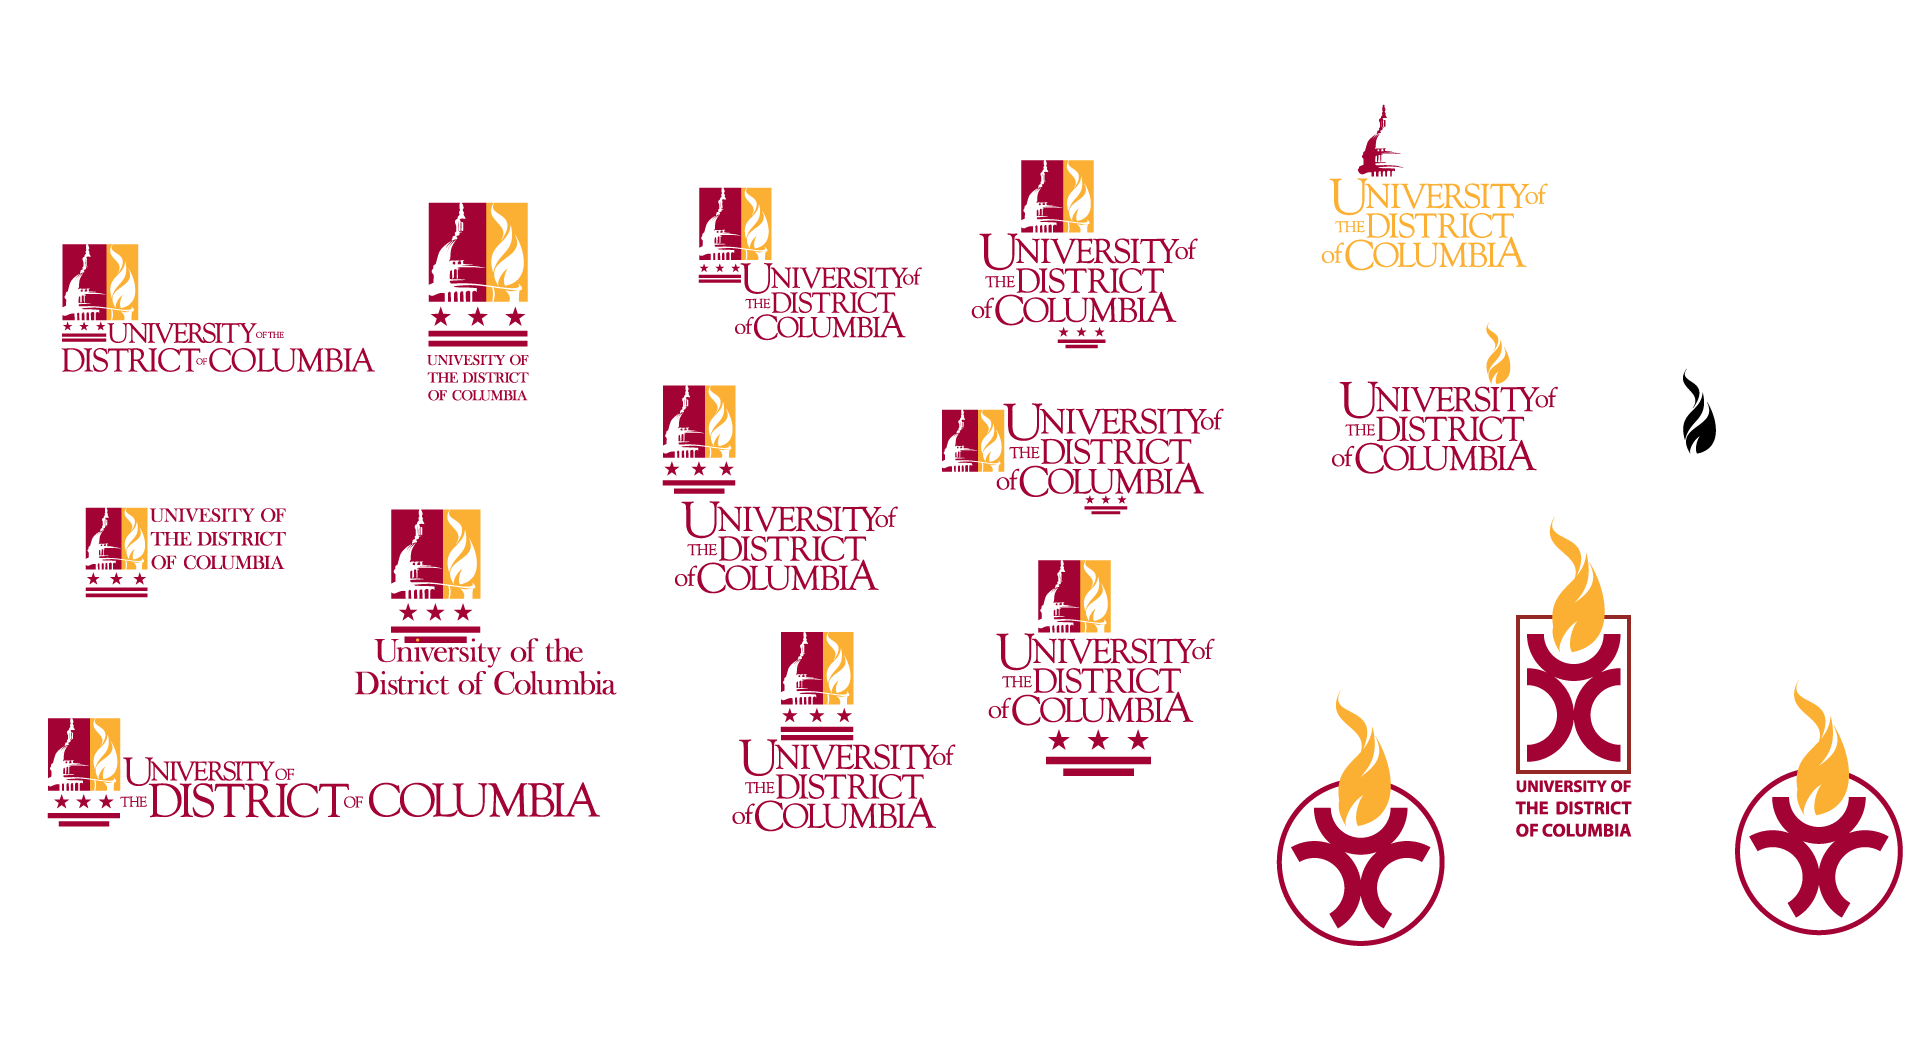 UNIVERSITY OF THE
DISTRICT OF COLUMBIA
UNIVESITY OF
THE DISTRICT
OF COLUMBIA
UNIVERSITY of
THE DISTRICT
of COLUMBIA
UNIVERSITY of
THE DISTRICT
of COLUMBIA
UNIVERSITY of
THE DISTRICT
of COLUMBIA
UNIVERSITY of
THE DISTRICT
of COLUMBIA
UNIVERSITY of
THE DISTRICT
of COLUMBIA
UNIVERSITY of
THE DISTRICT
of COLUMBIA
UNIVESITY OF
THE DISTRICT
OF COLUMBIA
University of the
District of Columbia
UNIVERSITY of
THE DISTRICT
of COLUMBIA
UNIVERSITY OF
THE DISTRICT OF COLUMBIA
UNIVERSITY of
THE DISTRICT
of COLUMBIA
UNIVERSITY OF
THE DISTRICT
OF COLUMBIA